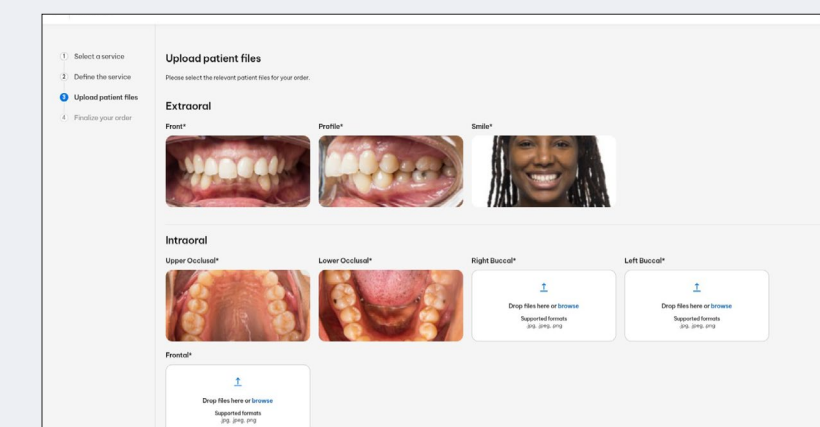 1 Select a service
2 Define the service
3 Upload patient files
4 Finalize your order
Upload patient files
Please select the relevant patient files for your order.
Extraoral
Front* Profile* Smile*
Intraoral
Upper Occlusal* Lower Occlusal* Right Buccal* Left Buccal*
Drop files here or browse Drop files here or browse
Supported formats Supported formats
.jpg, .jpeg, .png .jpg, .jpeg, .png
Frontal*
Drop files here or browse
Supported formats
.jpg, .jpeg, .png